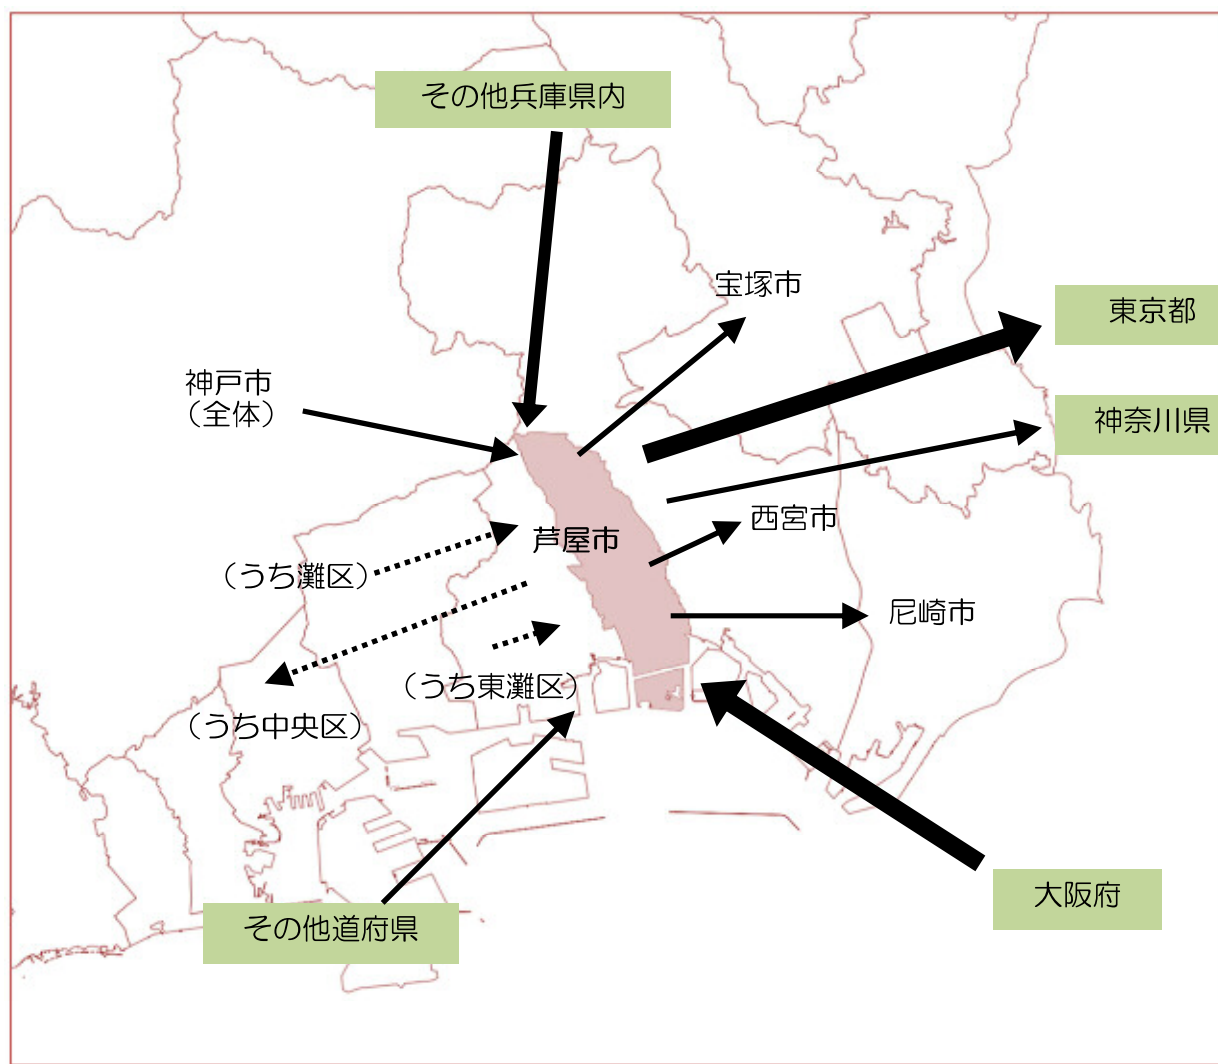 その他兵庫県内
宝塚市
東京都
神戸市
（全体）
神奈川県
西宮市
芦屋市
（うち灘区）
尼崎市
（うち東灘区）
（うち中央区）
大阪府
その他道府県